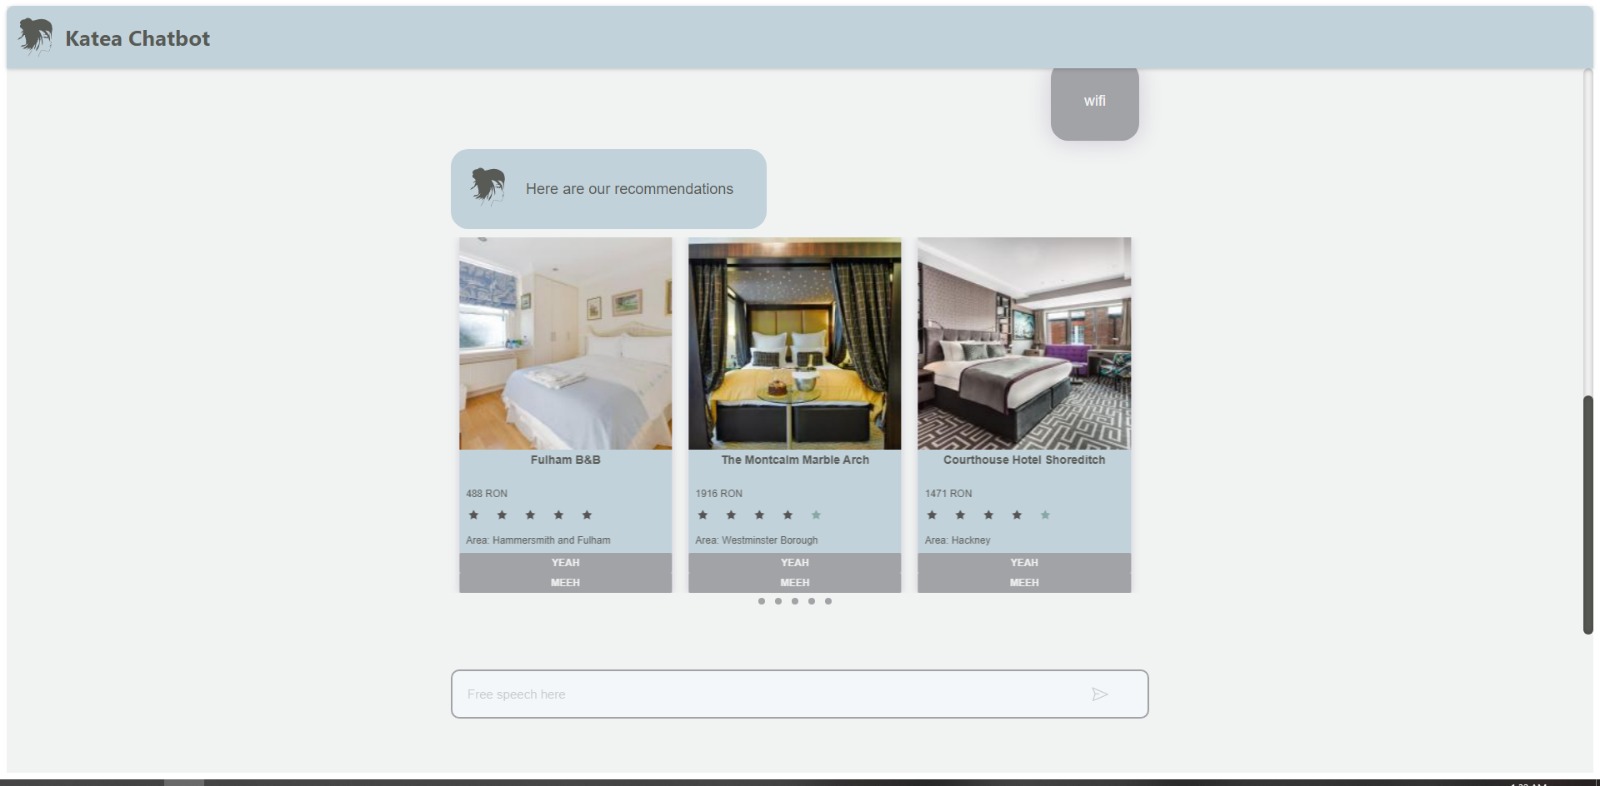 Katea Chatbot
wifi
Here are our recommendations
Fulham B&B
488 RON
Area: Hammersmith and Fulham
YEAH
MEEH
The Montcalm Marble Arch
1916 RON
Area: Westminster Borough
YEAH
MEEH
Courthouse Hotel Shoreditch
1471 RON
Area: Hackney
YEAH
MEEH
Free speech here